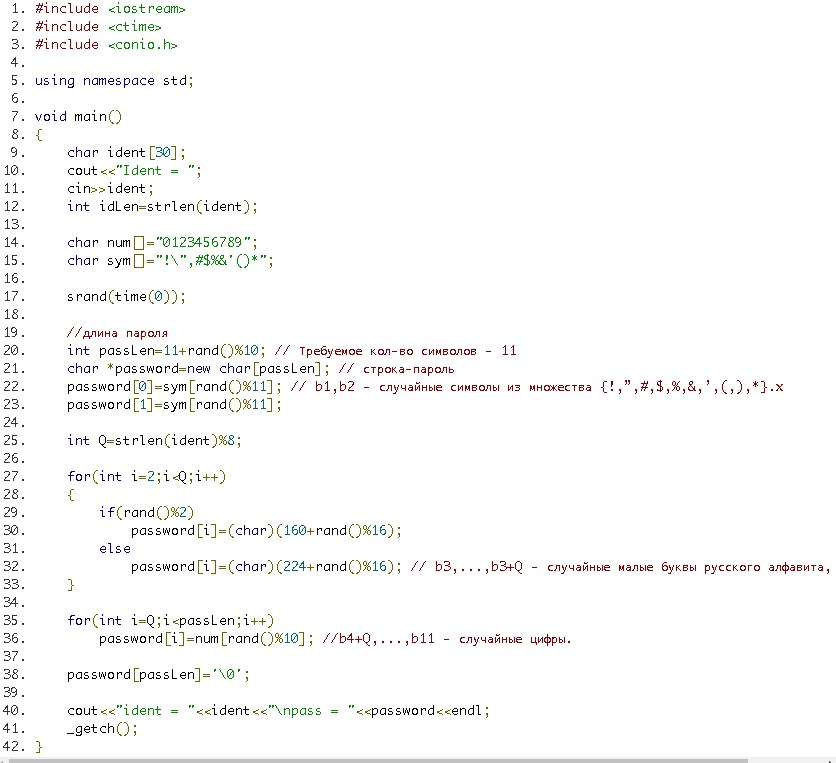 1. #include <iostream>
2. #include <ctime>
3. #include <conio.h>
4.
5. using namespace std;
6.
7. void main()
8. {
9.     char ident[30];
10.     cout<<"Ident = ";
11.     cin>>ident;
12.     int idLen=strlen(ident);
13.
14.     char num[]="0123456789";
15.     char sym[]="!\",#$%&'()*";
16.
17.     srand(time(0));
18.
19.     //длина пароля
20.     int passLen=11+rand()%10; // Требуемое кол-во символов - 11
21.     char *password=new char[passLen]; // строка-пароль
22.     password[0]=sym[rand()%11]; // b1,b2 - случайные символы из множества {!,”,#,$,%,&,’,(,),*}.x
23.     password[1]=sym[rand()%11];
24.
25.     int Q=strlen(ident)%8;
26.
27.     for(int i=2;i<Q;i++)
28.     {
29.         if(rand()%2)
30.             password[i]=(char)(160+rand()%16);
31.         else
32.             password[i]=(char)(224+rand()%16); // b3,...,b3+Q - случайные малые буквы русского алфавита,
33.     }
34.
35.     for(int i=Q;i<passLen;i++)
36.         password[i]=num[rand()%10]; //b4+Q,...,b11 - случайные цифры.
37.
38.     password[passLen]='\0';
39.
40.     cout<<"ident = "<<ident<<"\npass = "<<password<<endl;
41.     _getch();
42. }